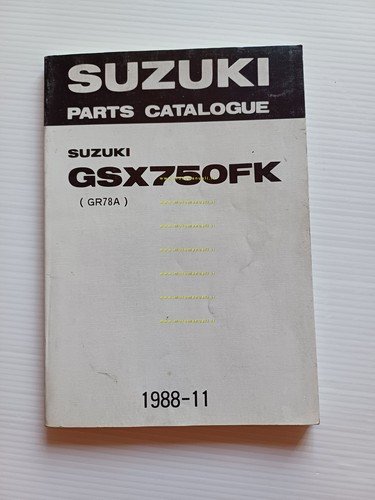 SUZUKI
PARTS CATALOGUE
SUZUKI
GSX750FK
( GR78A )
1988-11